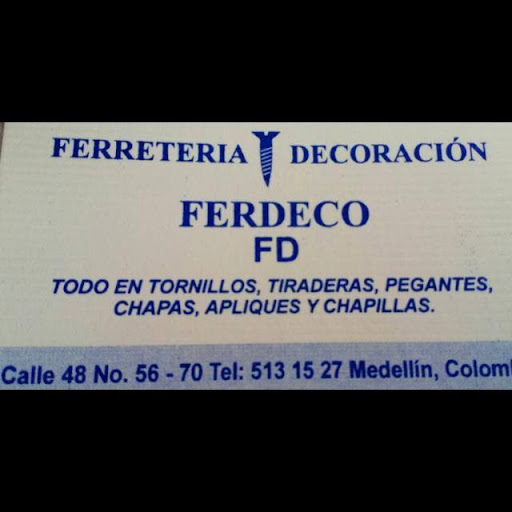 FERRETERIA DECORACIÓN
FERDECO
FD
TODO EN TORNILLOS, TIRADERAS, PEGANTES,
CHAPAS, APLIQUES Y CHAPILLAS.
Calle 48 No. 56 - 70 Tel: 513 15 27 Medellín, Colom